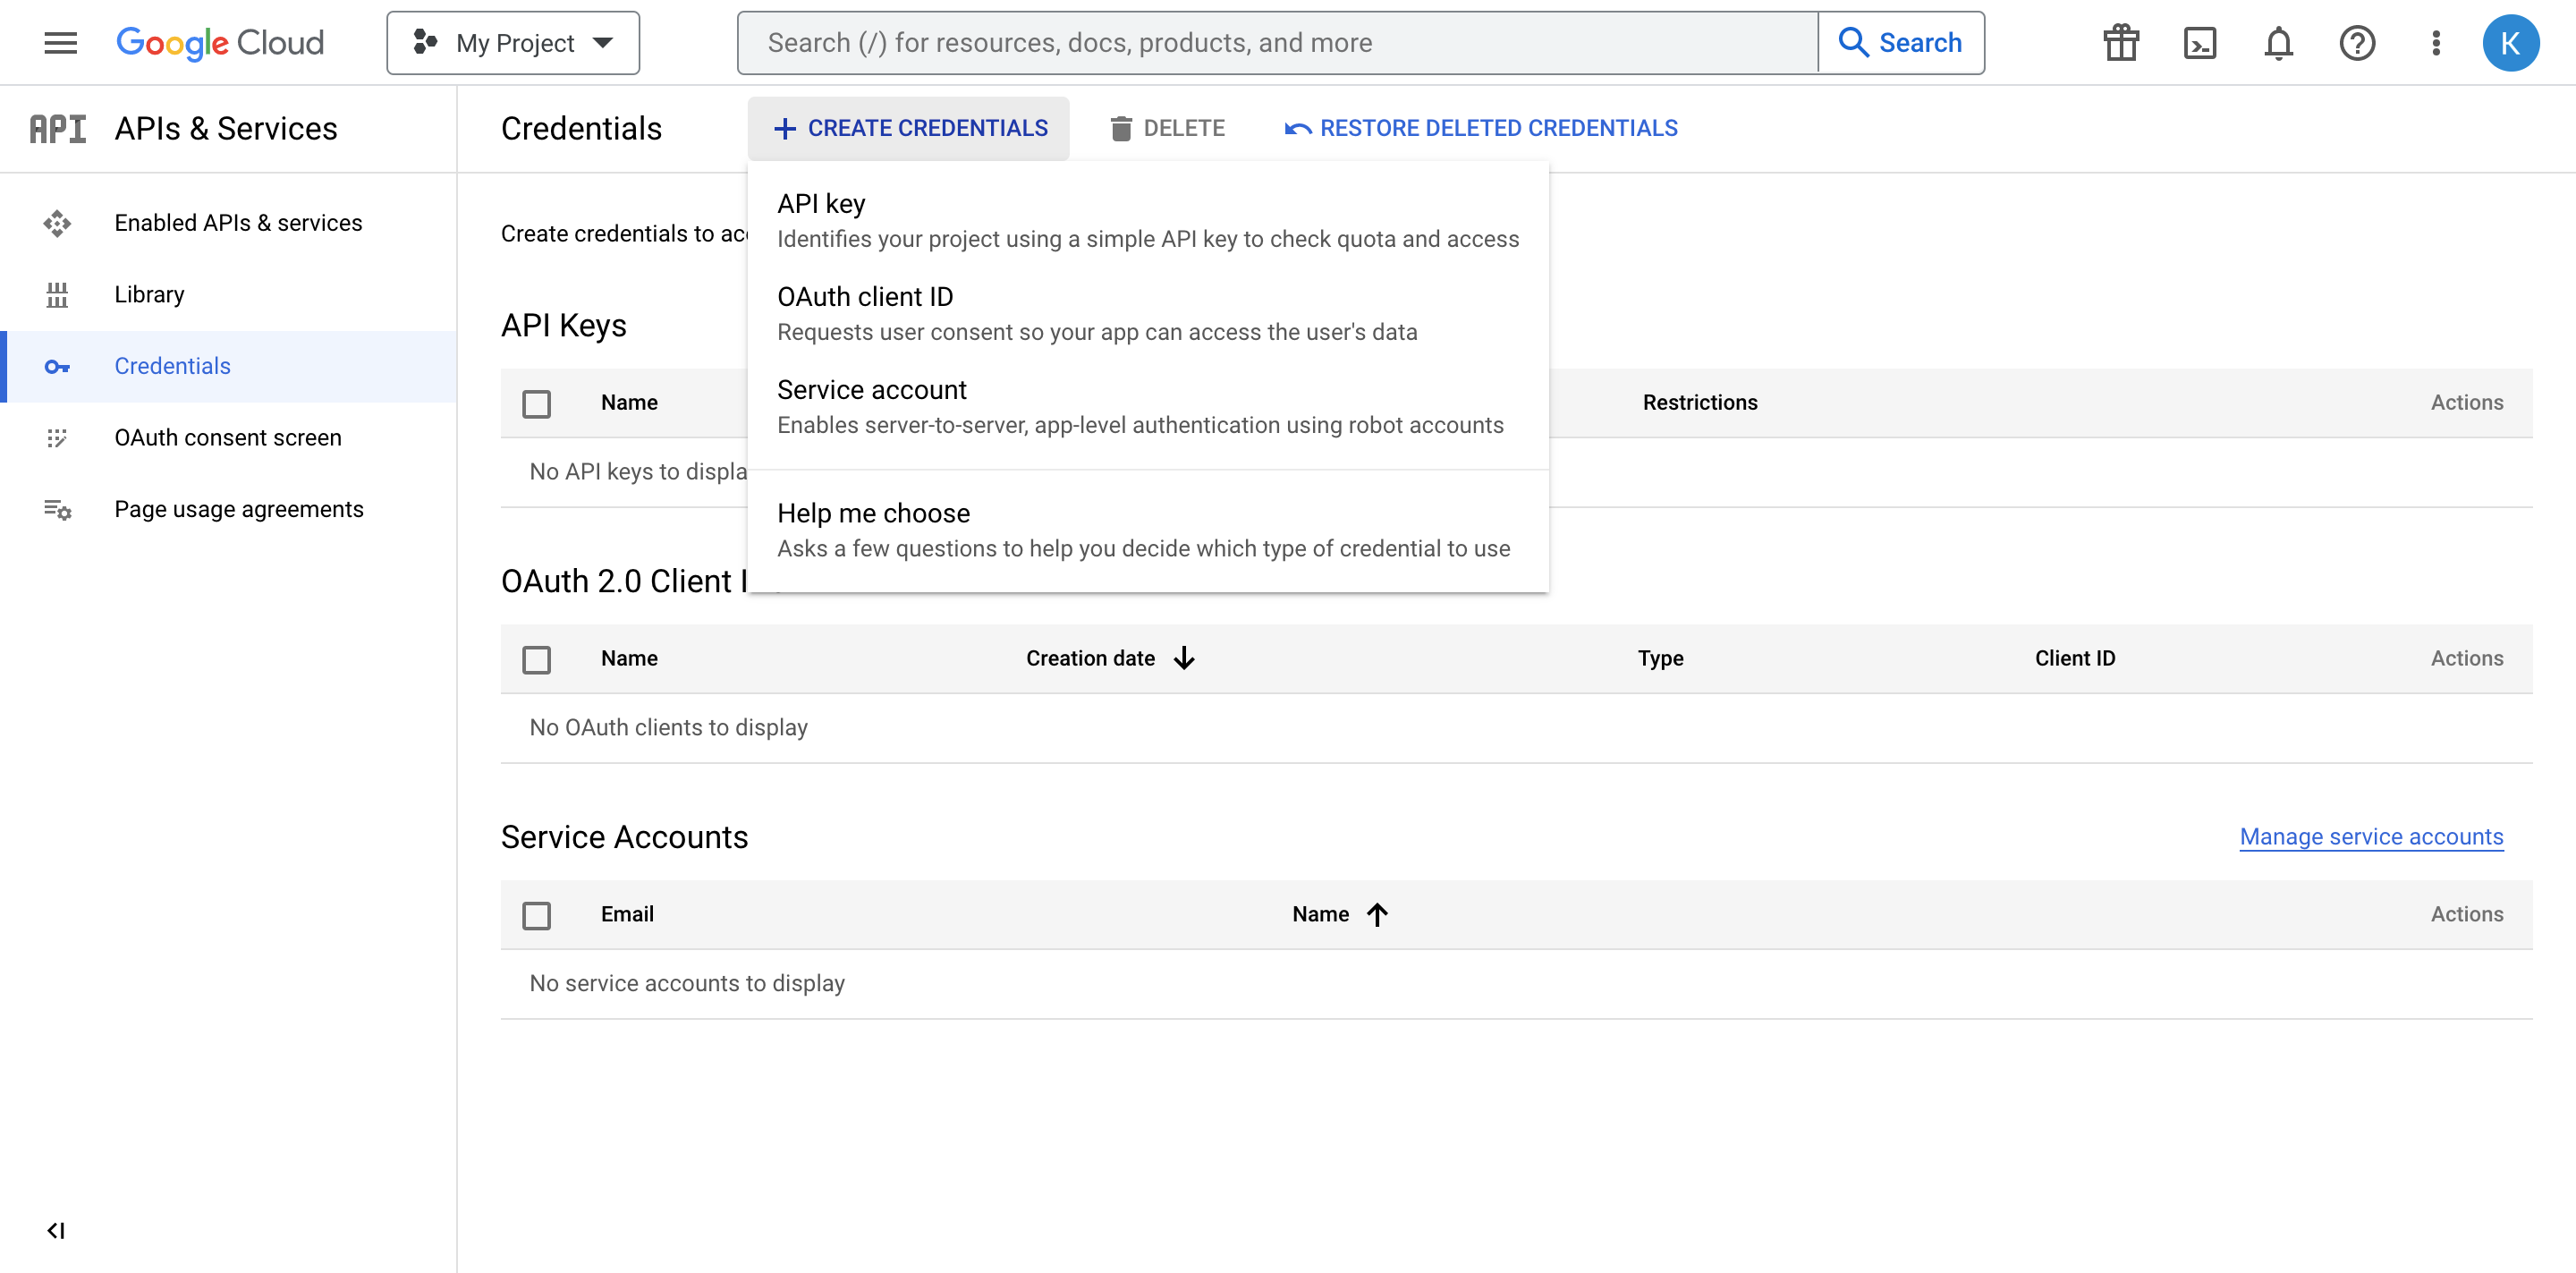 Google Cloud
My Project
Search (/) for resources, docs, products, and more
Search
K
API APIs & Services
Enabled APIs & services
Library
Credentials
OAuth consent screen
Page usage agreements
Credentials
CREATE CREDENTIALS
DELETE
RESTORE DELETED CREDENTIALS
API key
Identifies your project using a simple API key to check quota and access
OAuth client ID
Requests user consent so your app can access the user's data
Service account
Enables server-to-server, app-level authentication using robot accounts
Help me choose
Asks a few questions to help you decide which type of credential to use
Create credentials to
API Keys
Name Restrictions Actions
No API keys to displa
OAuth 2.0 Client
Name Creation date Type Client ID Actions
No OAuth clients to display
Service Accounts
Manage service accounts
Email Name Actions
No service accounts to display